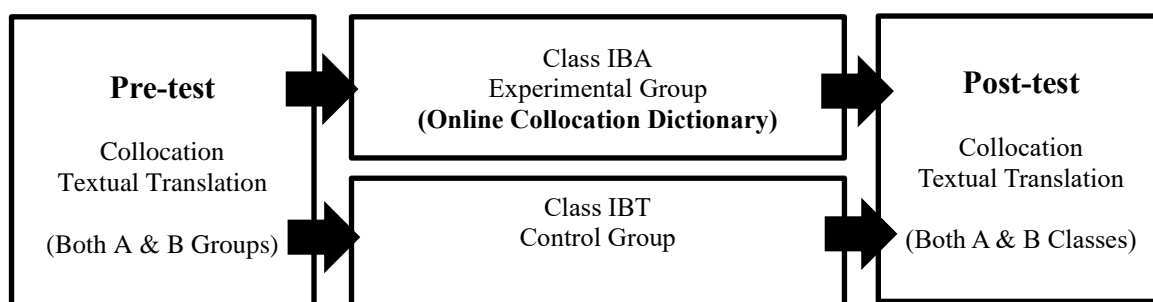 Pre-test
Collocation
Textual Translation
(Both A & B Groups)
Class IBA
Experimental Group
(Online Collocation Dictionary)
Class IBT
Control Group
Post-test
Collocation
Textual Translation
(Both A & B Classes)